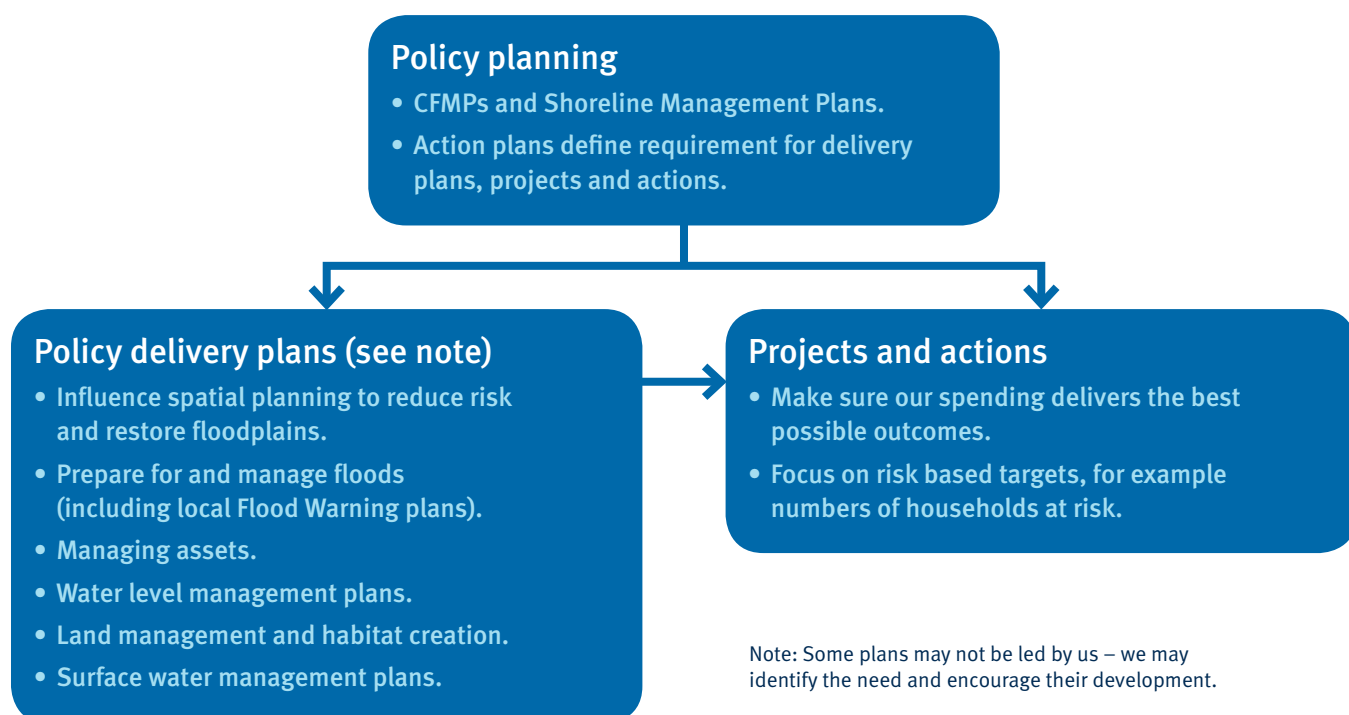 Policy planning
• CFMPs and Shoreline Management Plans.
• Action plans define requirement for delivery
plans, projects and actions.
Policy delivery plans (see note)
• Influence spatial planning to reduce risk
and restore floodplains.
• Prepare for and manage floods
(including local Flood Warning plans).
• Managing assets.
• Water level management plans.
• Land management and habitat creation.
• Surface water management plans.
Projects and actions
• Make sure our spending delivers the best
possible outcomes.
• Focus on risk based targets, for example
numbers of households at risk.
Note: Some plans may not be led by us – we may
identify the need and encourage their development.